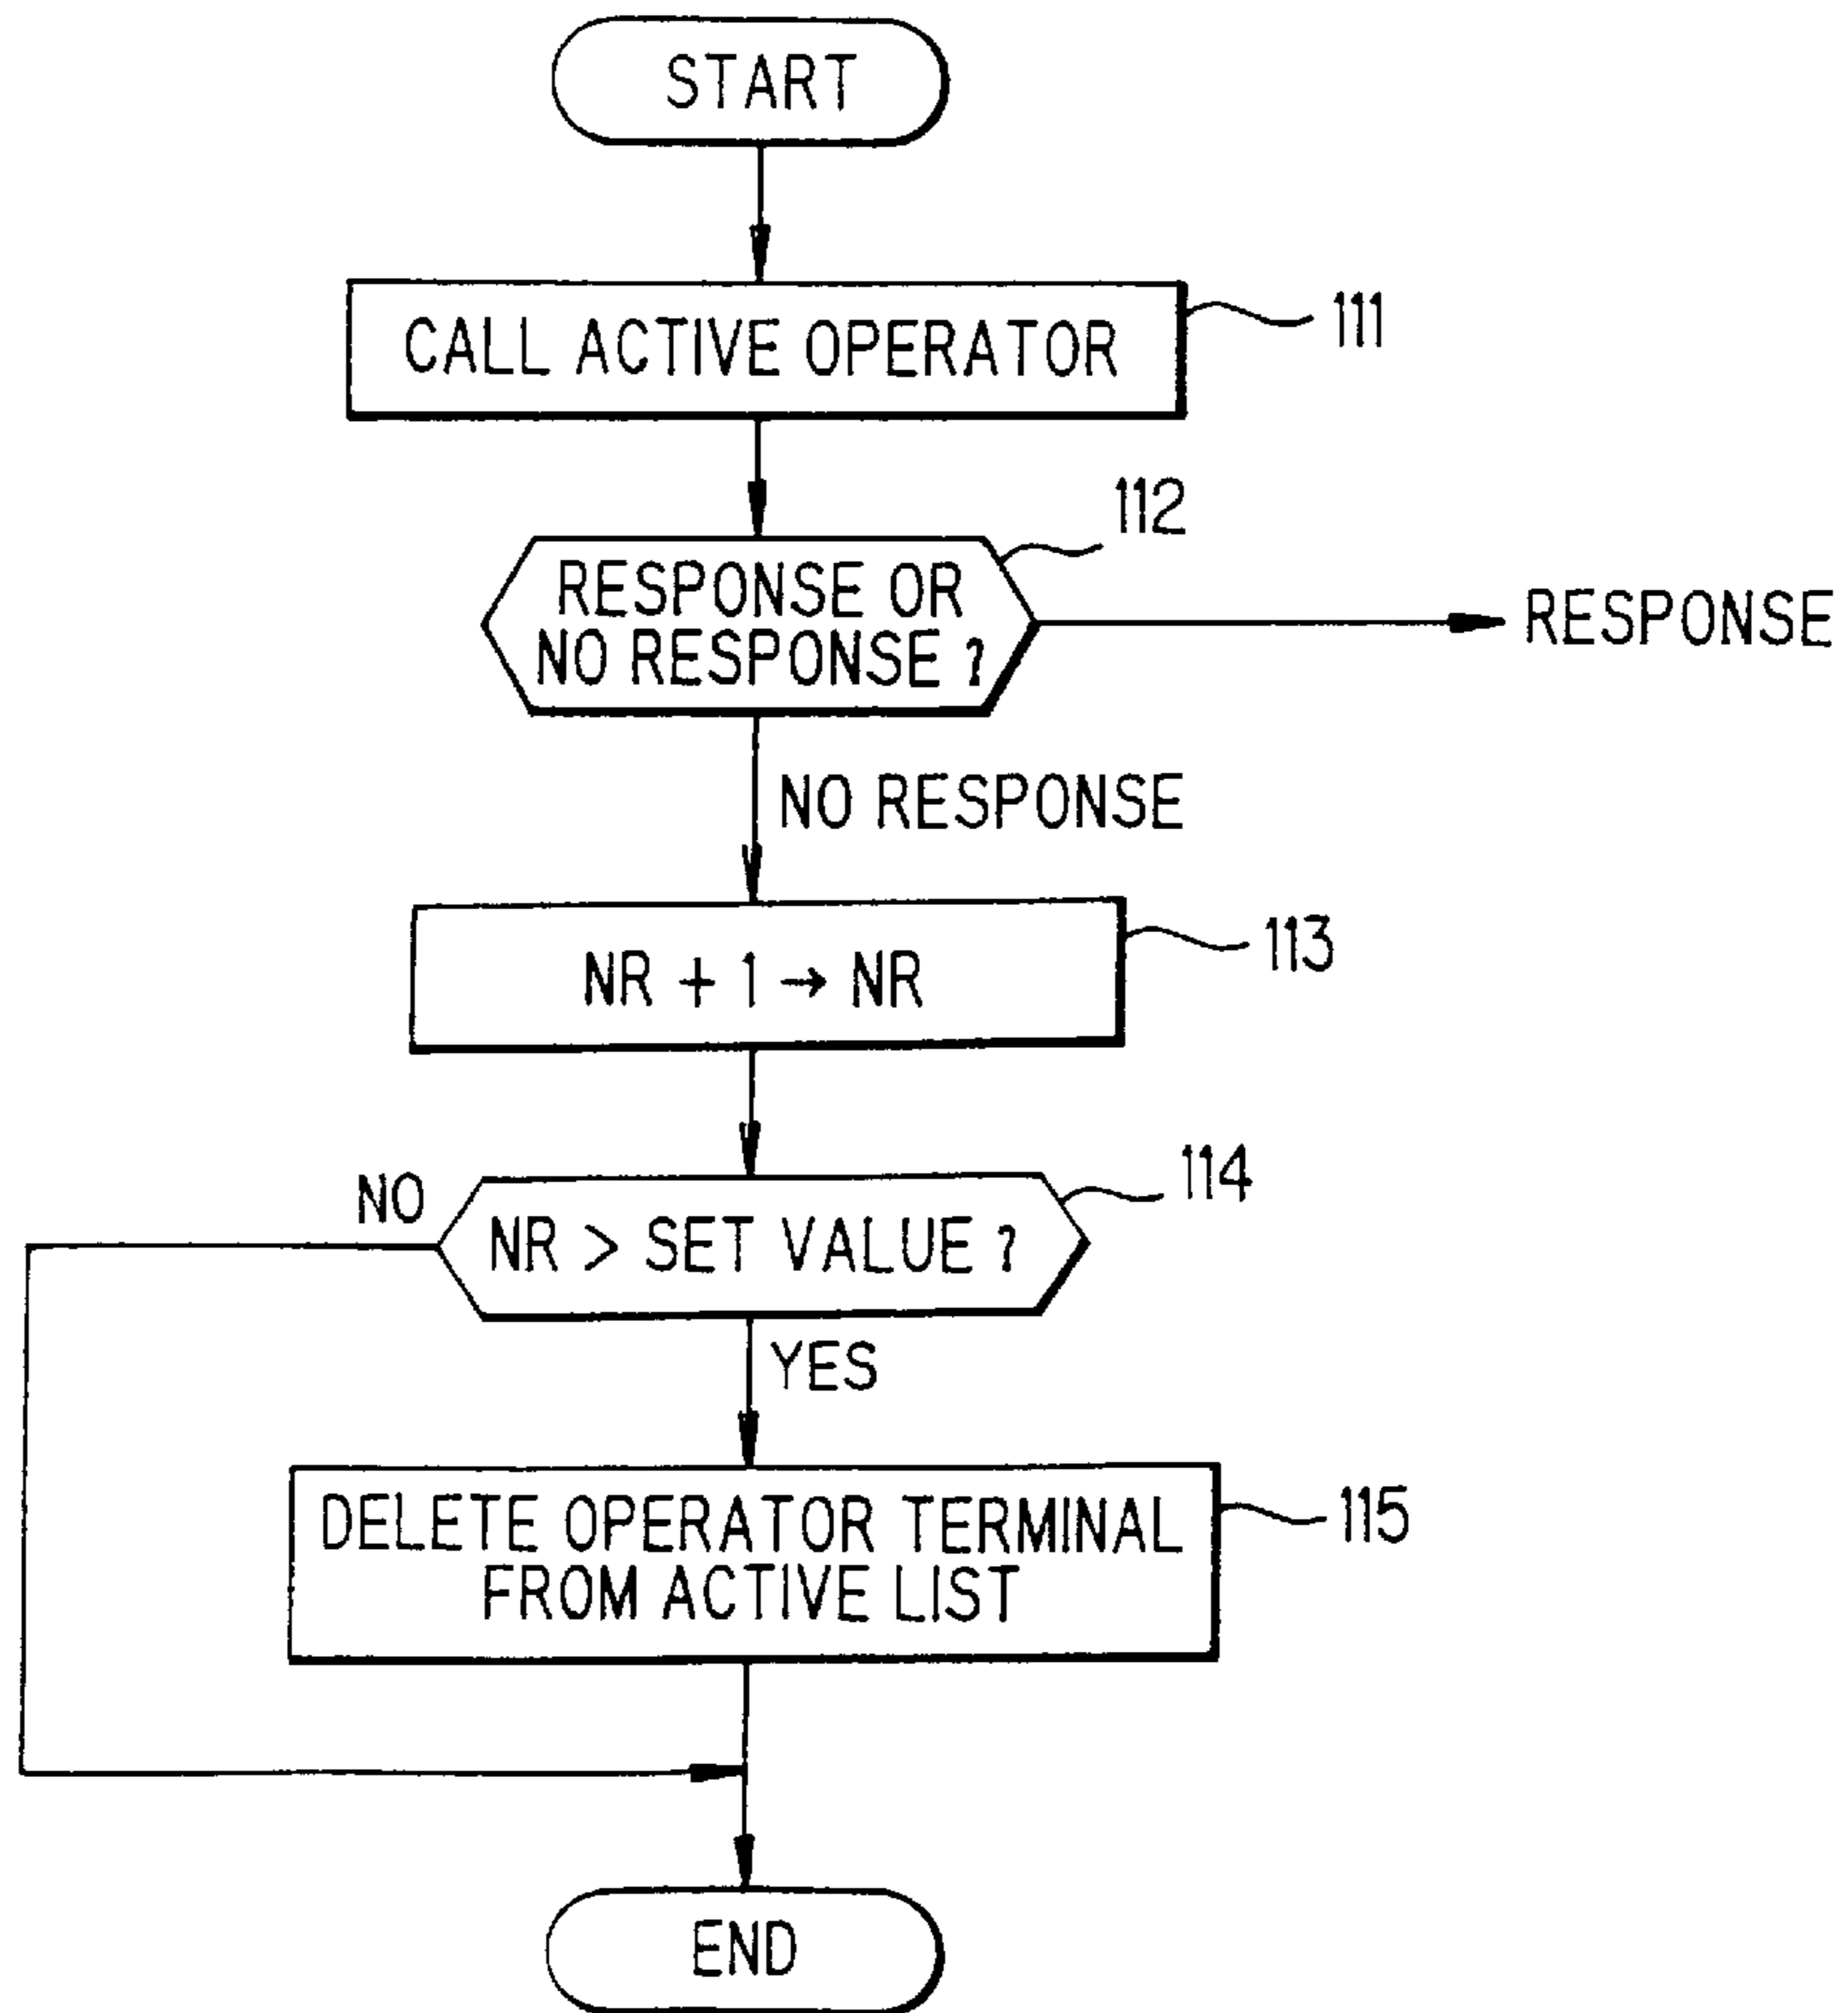 START
CALL ACTIVE OPERATOR
111
112
RESPONSE OR
NO RESPONSE ?
RESPONSE
NO RESPONSE
NR + 1 → NR
113
114
NO
NR > SET VALUE ?
YES
DELETE OPERATOR TERMINAL
FROM ACTIVE LIST
115
END